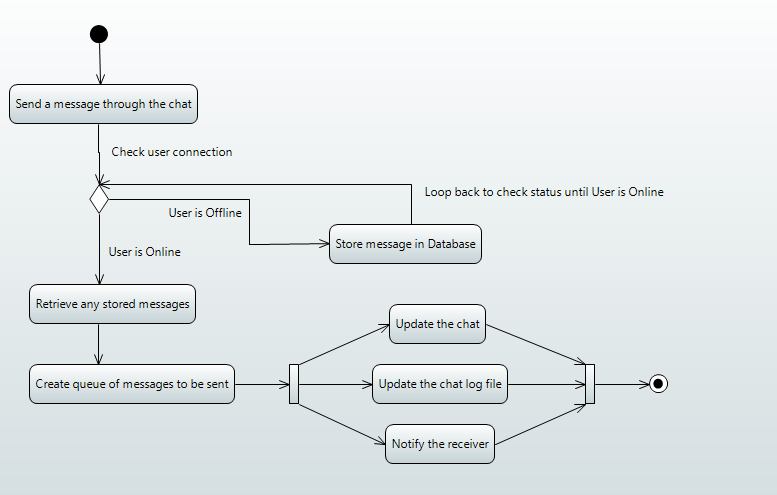 Send a message through the chat
Check user connection
Loop back to check status until User is Online
User is Offline
Store message in Database
User is Online
Retrieve any stored messages
Update the chat
Create queue of messages to be sent
Update the chat log file
Notify the receiver